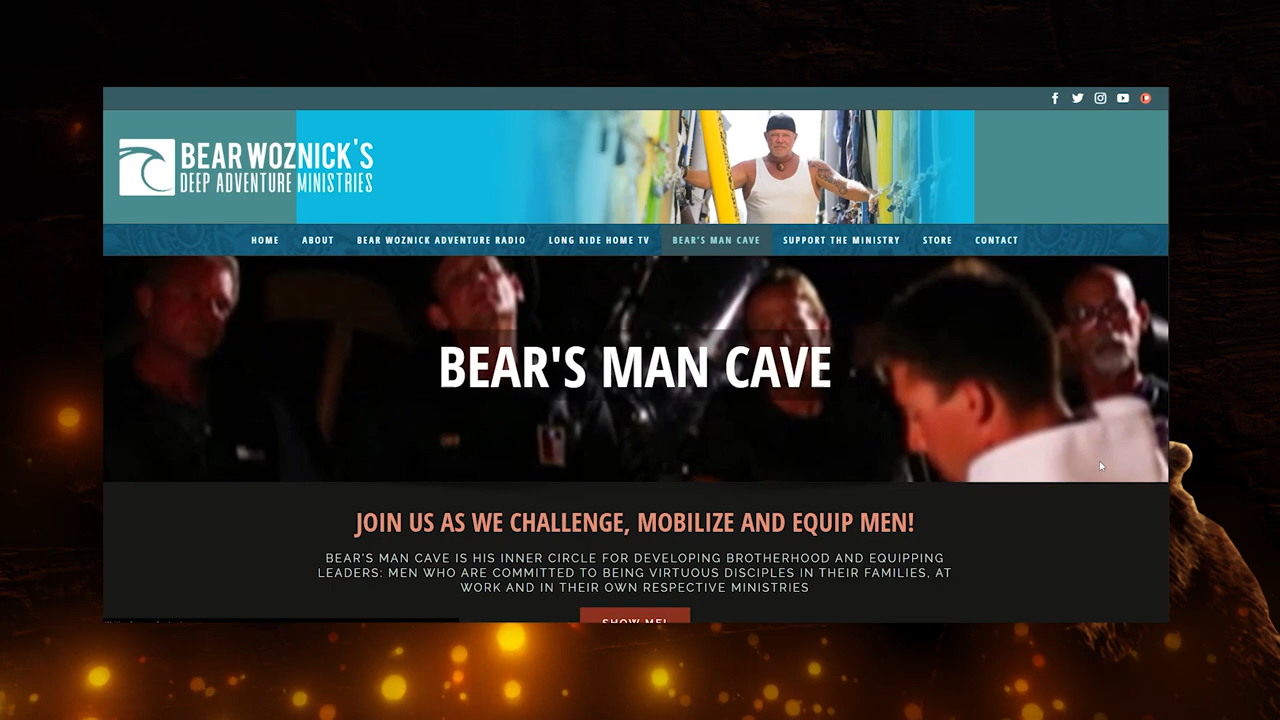 BEAR WOZNICK'S
DEEP ADVENTURE MINISTRIES
HOME ABOUT BEAR WOZNICK ADVENTURE RADIO LONG RIDE HOME TV BEAR'S MAN CAVE SUPPORT THE MINISTRY STORE CONTACT
BEAR'S MAN CAVE
JOIN US AS WE CHALLENGE, MOBILIZE AND EQUIP MEN!
BEAR'S MAN CAVE IS HIS INNER CIRCLE FOR DEVELOPING BROTHERHOOD AND EQUIPPING
LEADERS: MEN WHO ARE COMMITTED TO BEING VIRTUOUS DISCIPLES IN THEIR FAMILIES, AT
WORK AND IN THEIR OWN RESPECTIVE MINISTRIES
SHOW ME!